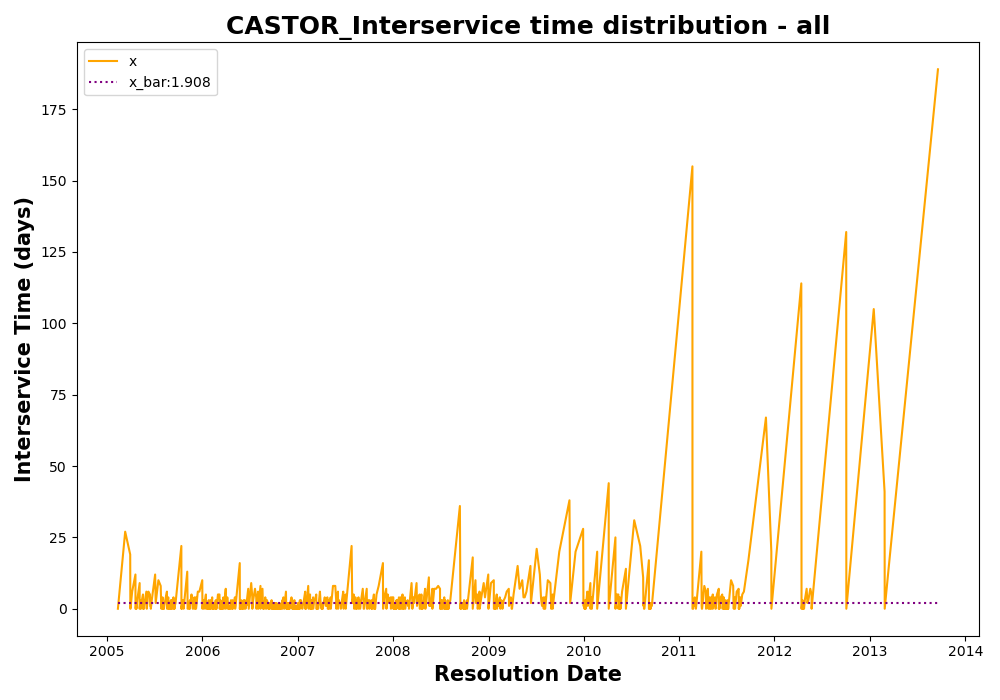 CASTOR_Interservice time distribution - all
x
x_bar:1.908
Interservice Time (days)
175
150
125
100
75
50
25
0
2005 2006 2007 2008 2009 2010 2011 2012 2013 2014
Resolution Date